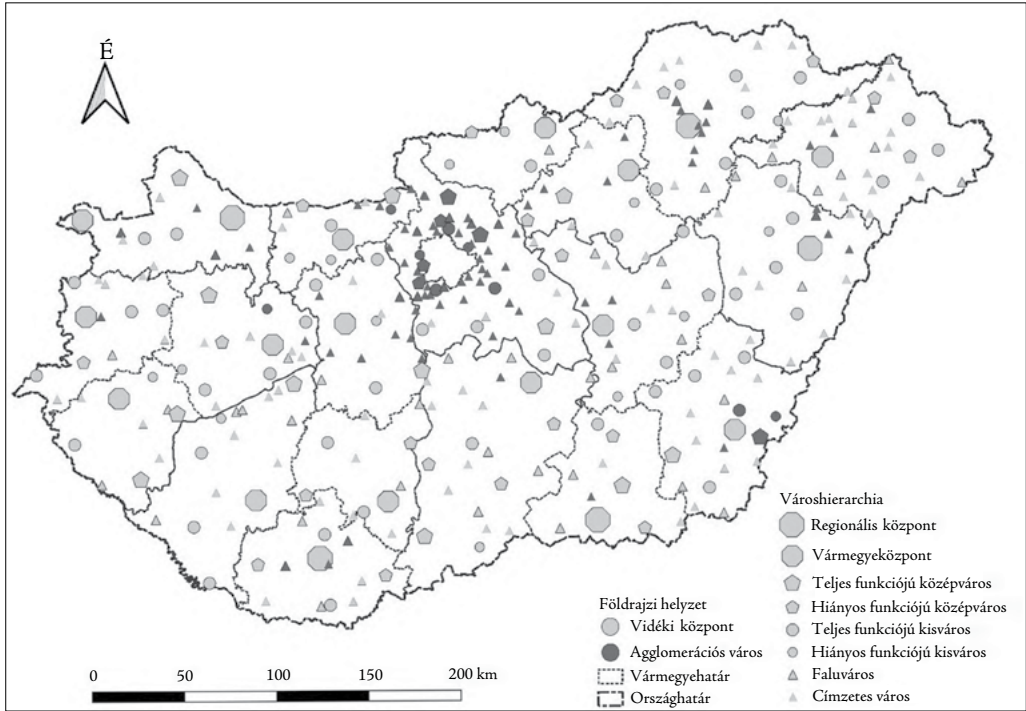 É
Városhierarchia
Regionális központ
Vármegyeközpont
Teljes funkciójú középváros
Hiányos funkciójú középváros
Teljes funkciójú kisváros
Hiányos funkciójú kisváros
Faluváros
Címzetes város
Földrajzi helyzet
Vidéki központ
Agglomerációs város
Vármegyehatár
Országhatár
0 50 100 150 200 km